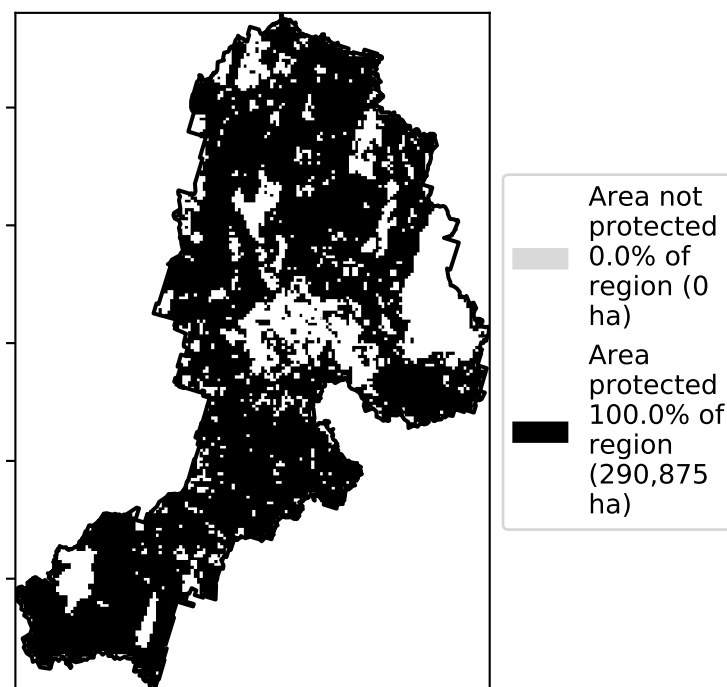 Area not
protected
0.0% of
region (0
ha)
Area
protected
100.0% of
region
(290,875
ha)